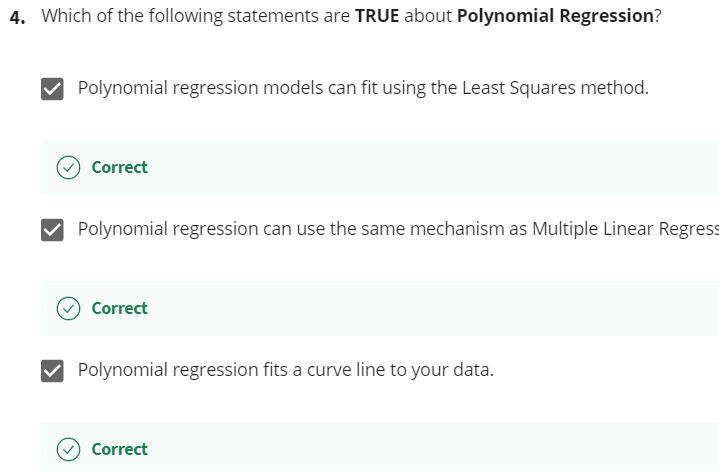 4. Which of the following statements are TRUE about Polynomial Regression?
Polynomial regression models can fit using the Least Squares method.
Correct
Polynomial regression can use the same mechanism as Multiple Linear Regress
Correct
Polynomial regression fits a curve line to your data.
Correct